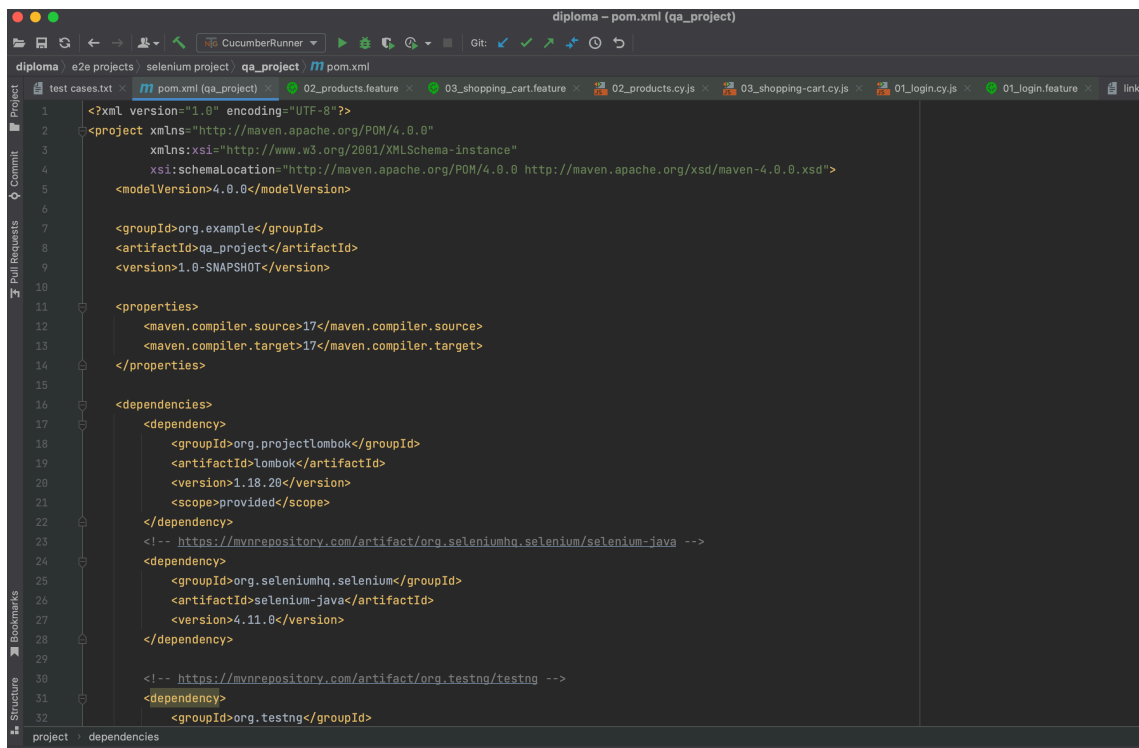 diploma – pom.xml (qa_project)
CucumberRunner
Git:
diploma › e2e projects › selenium project › qa_project › m pom.xml
test cases.txt × m pom.xml (qa_project) × 02_products.feature × 03_shopping_cart.feature × 02_products.cy.js × 03_shopping-cart.cy.js × 01_login.cy.js × 01_login.feature × link
Project
Commit
Pull Requests
Bookmarks
Structure
1 <?xml version="1.0" encoding="UTF-8"?>
2 <project xmlns="http://maven.apache.org/POM/4.0.0"
3 xmlns:xsi="http://www.w3.org/2001/XMLSchema-instance"
4 xsi:schemaLocation="http://maven.apache.org/POM/4.0.0 http://maven.apache.org/xsd/maven-4.0.0.xsd">
5 <modelVersion>4.0.0</modelVersion>
6
7 <groupId>org.example</groupId>
8 <artifactId>qa_project</artifactId>
9 <version>1.0-SNAPSHOT</version>
10
11 <properties>
12 <maven.compiler.source>17</maven.compiler.source>
13 <maven.compiler.target>17</maven.compiler.target>
14 </properties>
15
16 <dependencies>
17 <dependency>
18 <groupId>org.projectlombok</groupId>
19 <artifactId>lombok</artifactId>
20 <version>1.18.20</version>
21 <scope>provided</scope>
22 </dependency>
23 <!-- https://mvnrepository.com/artifact/org.seleniumhq.selenium/selenium-java -->
24 <dependency>
25 <groupId>org.seleniumhq.selenium</groupId>
26 <artifactId>selenium-java</artifactId>
27 <version>4.11.0</version>
28 </dependency>
29
30 <!-- https://mvnrepository.com/artifact/org.testng/testng -->
31 <dependency>
32 <groupId>org.testng</groupId>
project › dependencies